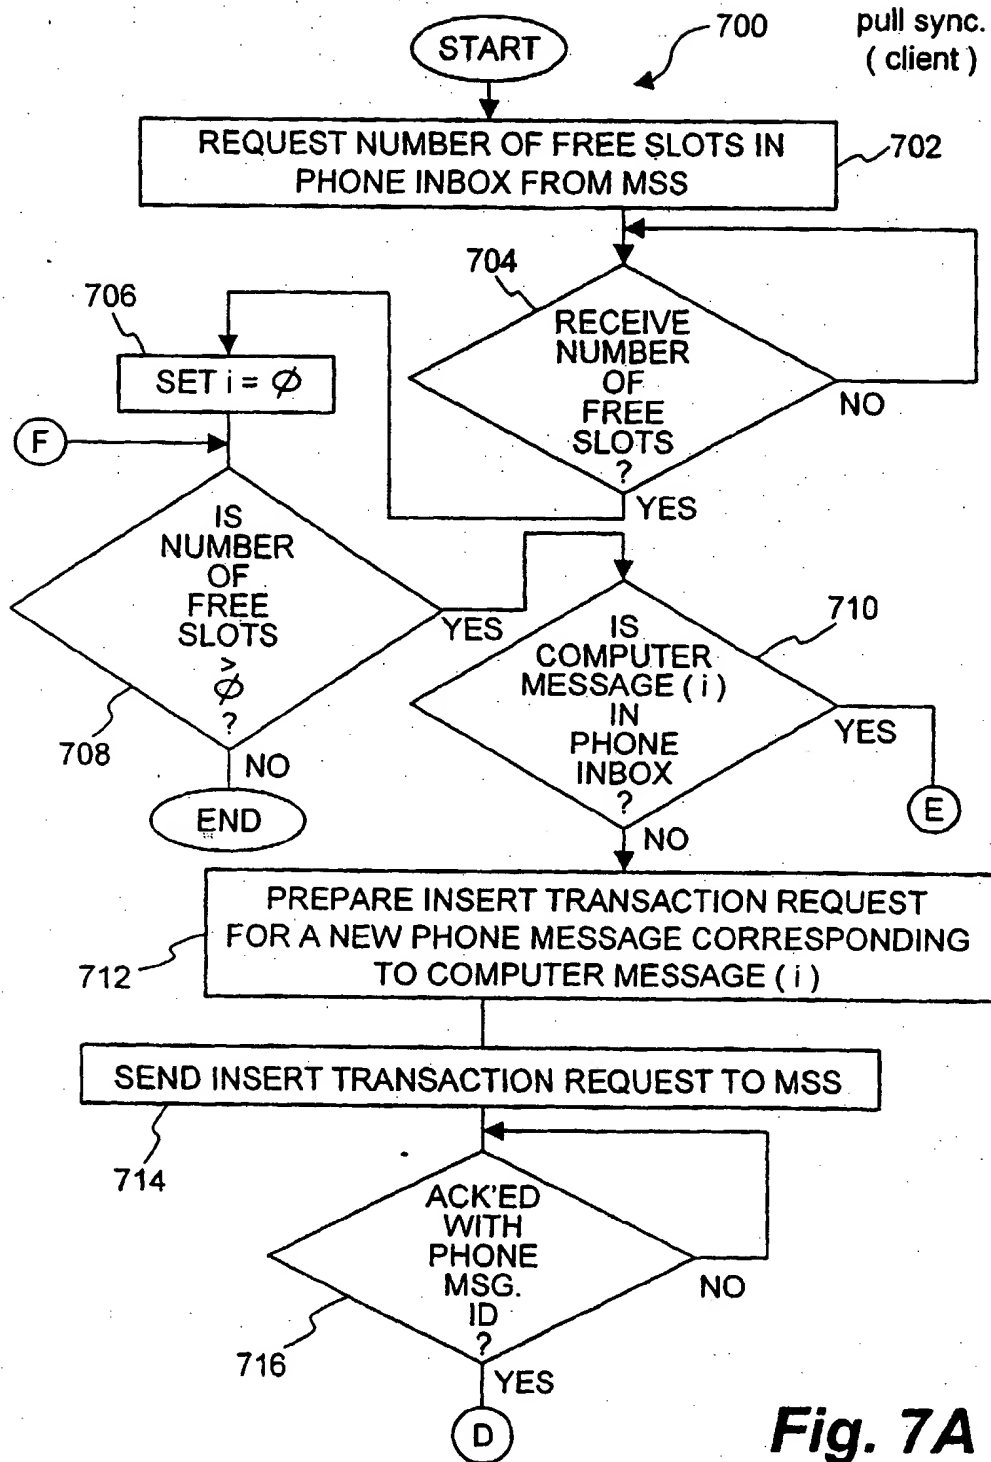 700
pull sync.
( client )
START
REQUEST NUMBER OF FREE SLOTS IN
PHONE INBOX FROM MSS
702
704
RECEIVE
NUMBER
OF
FREE
SLOTS
?
NO
YES
706
SET i = Ø
F
IS
NUMBER
OF
FREE
SLOTS
>
Ø
?
YES
708
NO
END
710
IS
COMPUTER
MESSAGE ( i )
IN
PHONE
INBOX
?
YES
E
NO
PREPARE INSERT TRANSACTION REQUEST
FOR A NEW PHONE MESSAGE CORRESPONDING
TO COMPUTER MESSAGE ( i )
712
SEND INSERT TRANSACTION REQUEST TO MSS
714
ACK'ED
WITH
PHONE
MSG.
ID
?
NO
716
YES
D
Fig. 7A